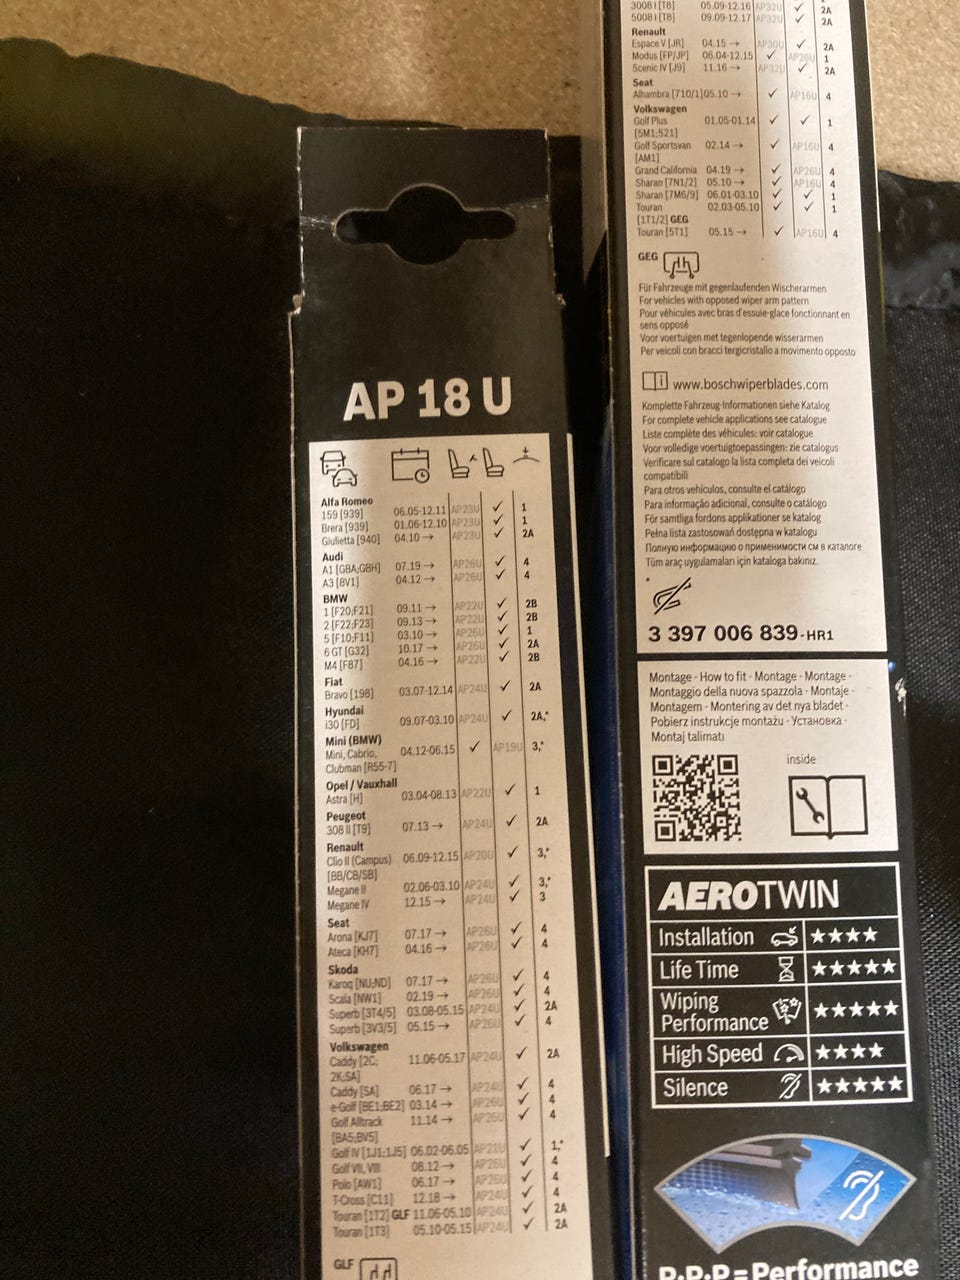 AP 18 U
Alfa Romeo
159 [939] 06.05-12.11 AP23U ✓ 1
Brera [939] 01.06-12.10 AP23U ✓ 1
Giulietta [940] 04.10 → AP23U ✓ 2A
Audi
A1 [GBA;GBH] 07.19 → AP26U ✓ 4
A3 [8V1] 04.12 → AP26U ✓ 4
BMW
1 [F20;F21] 09.11 → AP22U ✓ 2B
2 [F22;F23] 09.13 → AP22U ✓ 2B
5 [F10;F11] 03.10 → AP26U ✓ 1
6 GT [G32] 10.17 → AP26U ✓ 2A
M4 [F87] 04.16 → AP22U ✓ 2B
Fiat
Bravo [198] 03.07-12.14 AP24U ✓ 2A
Hyundai
i30 [FD] 09.07-03.10 AP24U ✓ 2A,*
Mini (BMW)
Mini, Cabrio, 04.12-06.15 ✓ AP19U 3,*
Clubman [R55-7]
Opel / Vauxhall
Astra [H] 03.04-08.13 AP22U ✓ 1
Peugeot
308 II [T9] 07.13 → AP24U ✓ 2A
Renault
Clio II (Campus) 06.09-12.15 AP20U ✓ 3,*
[BB/CB/SB]
Megane II 02.06-03.10 AP24U ✓ 3,*
Megane IV 12.15 → AP24U ✓ 3
Seat
Arona [KJ7] 07.17 → AP26U ✓ 4
Ateca [KH7] 04.16 → AP26U ✓ 4
Skoda
Karoq [NU;ND] 07.17 → AP26U ✓ 4
Scala [NW1] 02.19 → AP26U ✓ 4
Superb [3T4/5] 03.08-05.15 AP24U ✓ 2A
Superb [3V3/5] 05.15 → AP26U ✓ 4
Volkswagen
Caddy [2C; 11.06-05.17 AP24U ✓ 2A
2K;SA]
Caddy [SA] 06.17 → AP24U ✓ 4
e-Golf [BE1;BE2] 03.14 → AP26U ✓ 4
Golf Alltrack 11.14 → AP26U ✓ 4
[BA5;BV5]
Golf IV [1J1;1J5] 06.02-06.05 AP21U ✓ 1,*
Golf VII, VIII 08.12 → AP26U ✓ 4
Polo [AW1] 06.17 → AP26U ✓ 4
T-Cross [C11] 12.18 → AP24U ✓ 4
Touran [1T2] GLF 11.06-05.10 AP24U ✓ 2A
Touran [1T3] 05.10-05.15 AP24U ✓ 2A
GLF
3008 I [T8] 05.09-12.16 AP32U ✓ 2A
5008 I [T8] 09.09-12.17 AP32U ✓ 2A
Renault
Espace V [JR] 04.15 → AP30U ✓ 2A
Modus [FP/JP] 06.04-12.15 ✓ AP26U 1
Scenic IV [J9] 11.16 → AP32U ✓ 2A
Seat
Alhambra [710/1] 05.10 → ✓ AP16U 4
Volkswagen
Golf Plus 01.05-01.14 ✓ ✓ 1
[5M1;521]
Golf Sportsvan 02.14 → ✓ AP16U 4
[AM1]
Grand California 04.19 → ✓ AP26U 4
Sharan [7N1/2] 05.10 → ✓ AP16U 4
Sharan [7M6/9] 06.01-03.10 ✓ ✓ 1
Touran 02.03-05.10 ✓ ✓ 1
[1T1/2] GEG
Touran [5T1] 05.15 → ✓ AP16U 4
GEG
Für Fahrzeuge mit gegenlaufenden Wischerarmen
For vehicles with opposed wiper arm pattern
Pour véhicules avec bras d'essuie-glace fonctionnant en
sens opposé
Voor voertuigen met tegenlopende wisserarmen
Per veicoli con bracci tergicristallo a movimento opposto
www.boschwiperblades.com
Komplette Fahrzeug-Informationen siehe Katalog
For complete vehicle applications see catalogue
Liste complète des véhicules: voir catalogue
Voor volledige voertuigtoepassingen: zie catalogus
Verificare sul catalogo la lista completa dei veicoli
compatibili
Para otros vehículos, consulte el catálogo
Para informação adicional, consulte o catálogo
För samtliga fordons applikationer se katalog
Pełna lista zastosowań dostępna w katalogu
Полную информацию о применимости см в каталоге
Tüm araç uygulamaları için kataloga bakınız.
*
3 397 006 839-HR1
Montage · How to fit · Montage · Montage ·
Montaggio della nuova spazzola · Montaje ·
Montagem · Montering av det nya bladet ·
Pobierz instrukcje montażu · Установка ·
Montaj talimatı
inside
AEROTWIN
Installation ★★★★
Life Time ★★★★★
Wiping
Performance ★★★★★
High Speed ★★★★
Silence ★★★★★
P·P·P = Performance